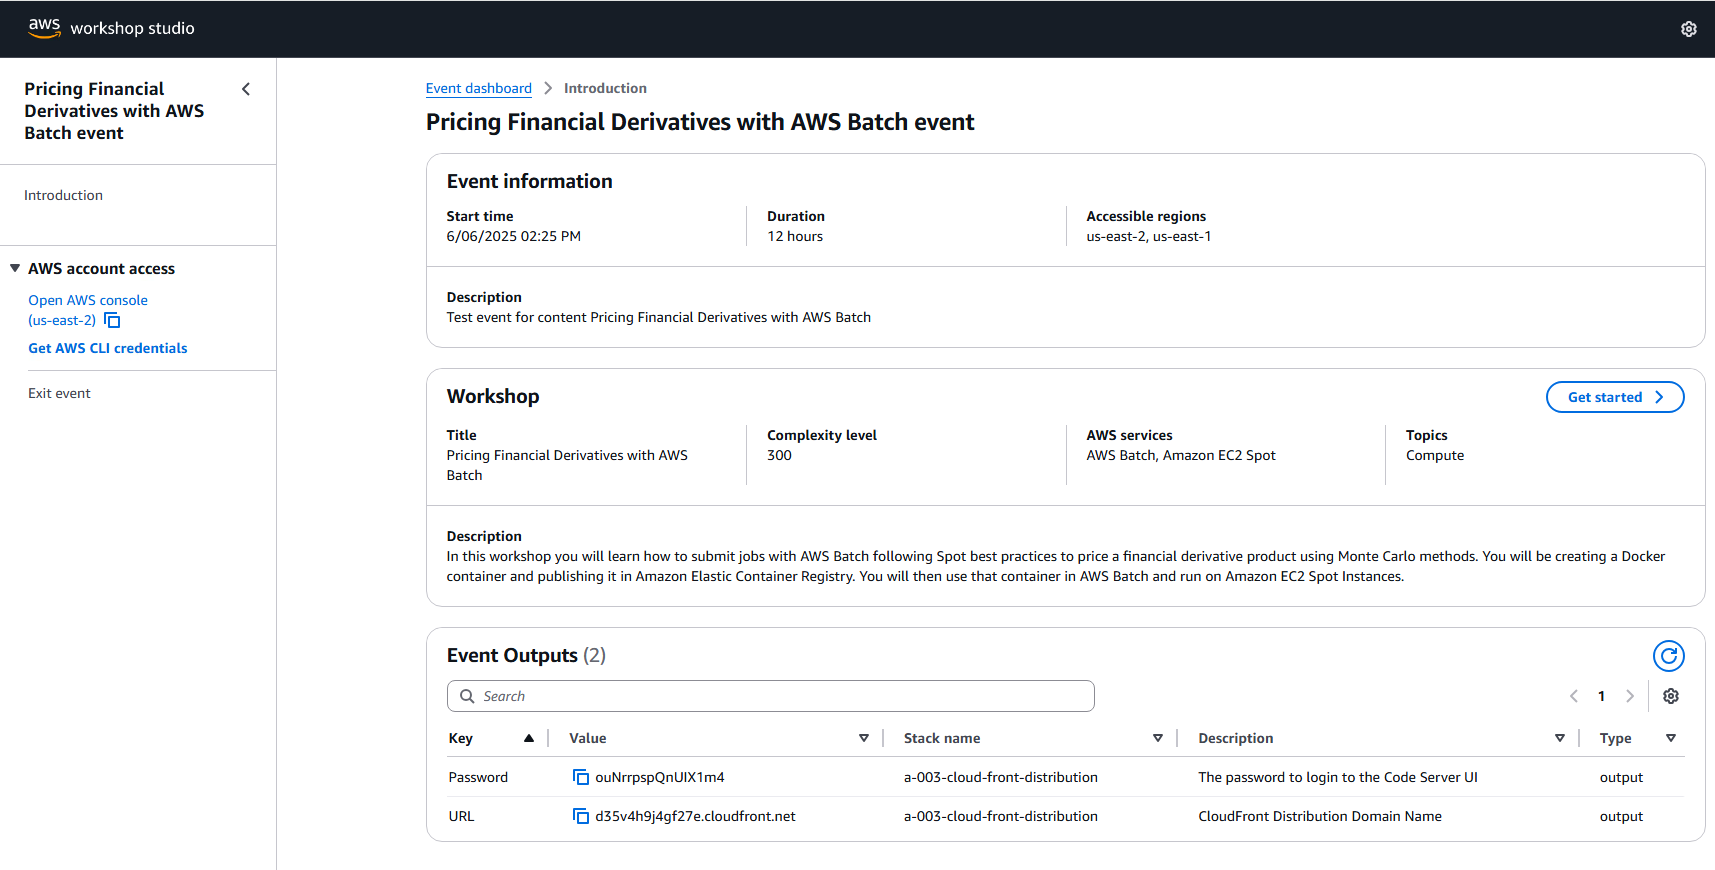 aws workshop studio
Pricing Financial
Derivatives with AWS
Batch event
Introduction
AWS account access
Open AWS console
(us-east-2)
Get AWS CLI credentials
Exit event
Event dashboard > Introduction
Pricing Financial Derivatives with AWS Batch event
Event information
Start time Duration Accessible regions
6/06/2025 02:25 PM 12 hours us-east-2, us-east-1
Description
Test event for content Pricing Financial Derivatives with AWS Batch
Workshop Get started
Title Complexity level AWS services Topics
Pricing Financial Derivatives with AWS 300 AWS Batch, Amazon EC2 Spot Compute
Batch
Description
In this workshop you will learn how to submit jobs with AWS Batch following Spot best practices to price a financial derivative product using Monte Carlo methods. You will be creating a Docker
container and publishing it in Amazon Elastic Container Registry. You will then use that container in AWS Batch and run on Amazon EC2 Spot Instances.
Event Outputs (2)
Search 1
Key Value Stack name Description Type
Password ouNrrpspQnUIX1m4 a-003-cloud-front-distribution The password to login to the Code Server UI output
URL d35v4h9j4gf27e.cloudfront.net a-003-cloud-front-distribution CloudFront Distribution Domain Name output